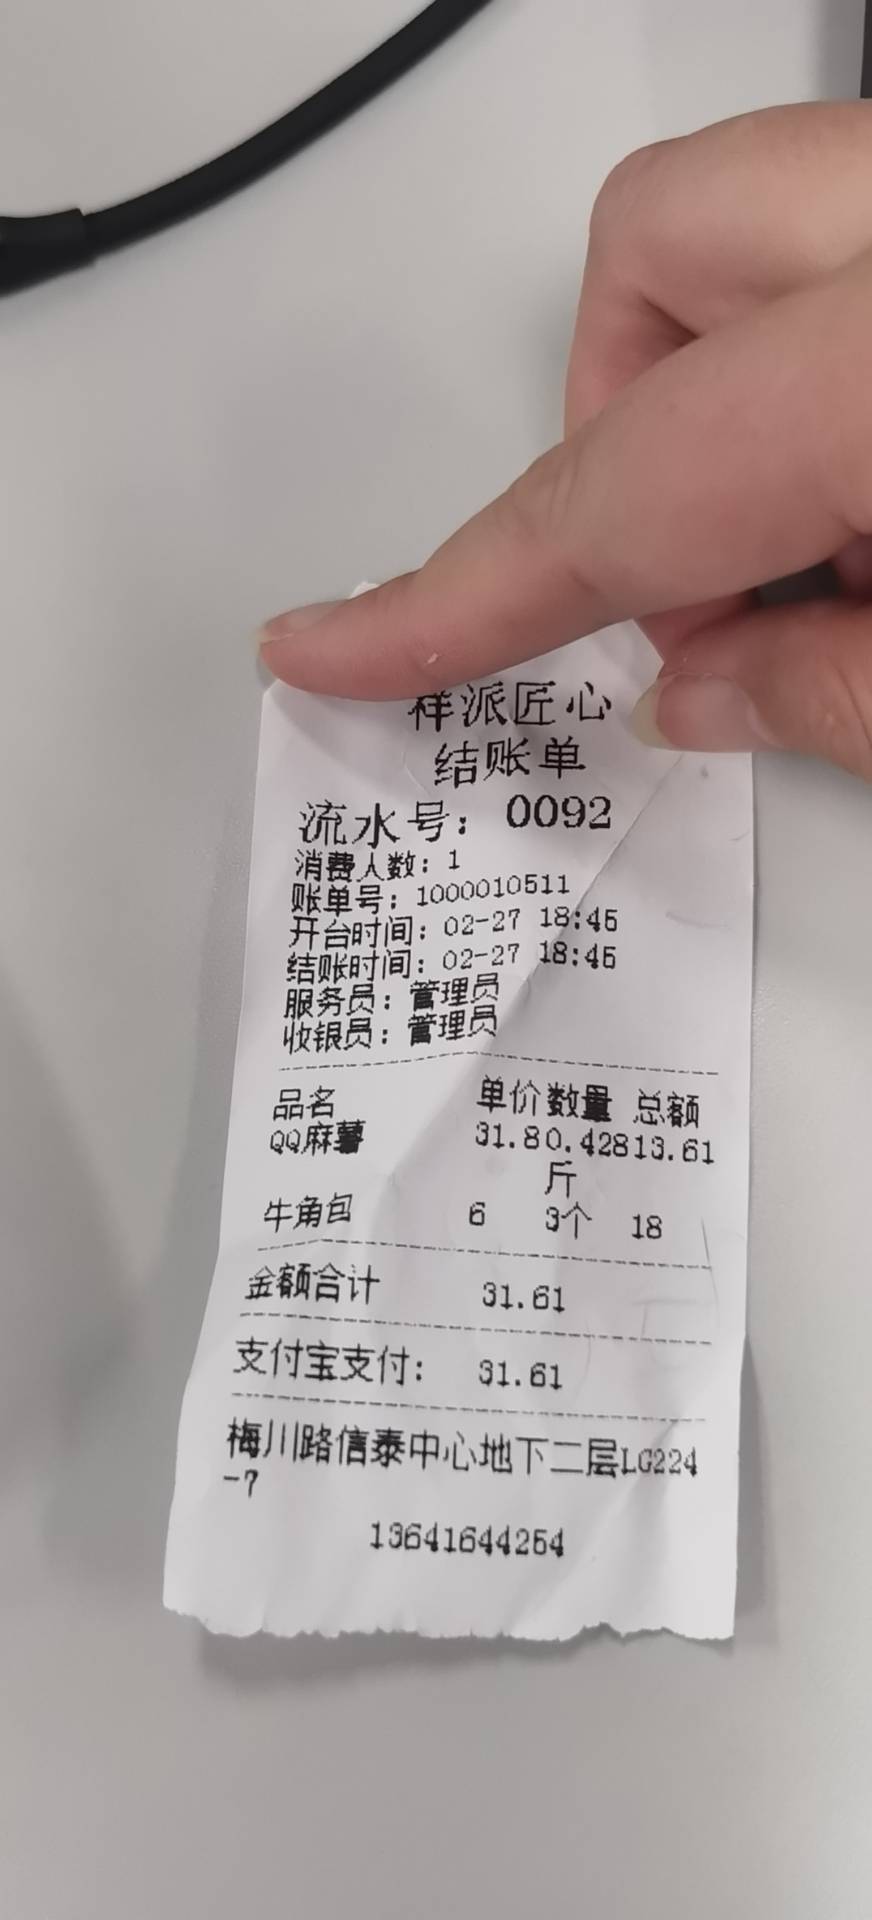 祥派匠心
结账单
流水号：0092
消费人数：1
账单号：1000010511
开台时间：02-27 18:45
结账时间：02-27 18:45
服务员：管理员
收银员：管理员
品名 单价 数量 总额
QQ麻薯 31.8 0.428 13.61
斤
牛角包 6 3个 18
金额合计 31.61
支付宝支付： 31.61
梅川路信泰中心地下二层LG224
-7
13641644254